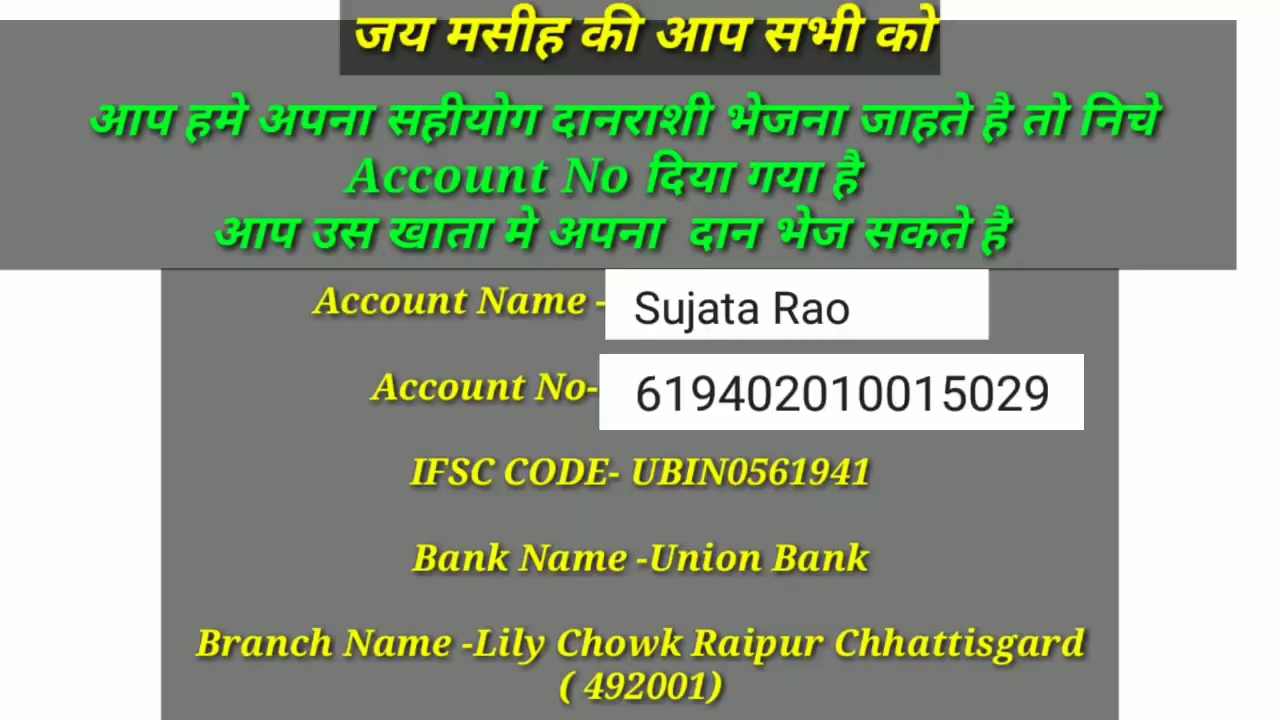 जय मसीह की आप सभी को
आप हमे अपना सहीयोग दानराशी भेजना जाहते है तो निचे
Account No दिया गया है
आप उस खाता मे अपना दान भेज सकते है
Account Name - Sujata Rao
Account No- 619402010015029
IFSC CODE- UBIN0561941
Bank Name -Union Bank
Branch Name -Lily Chowk Raipur Chhattisgard
( 492001)